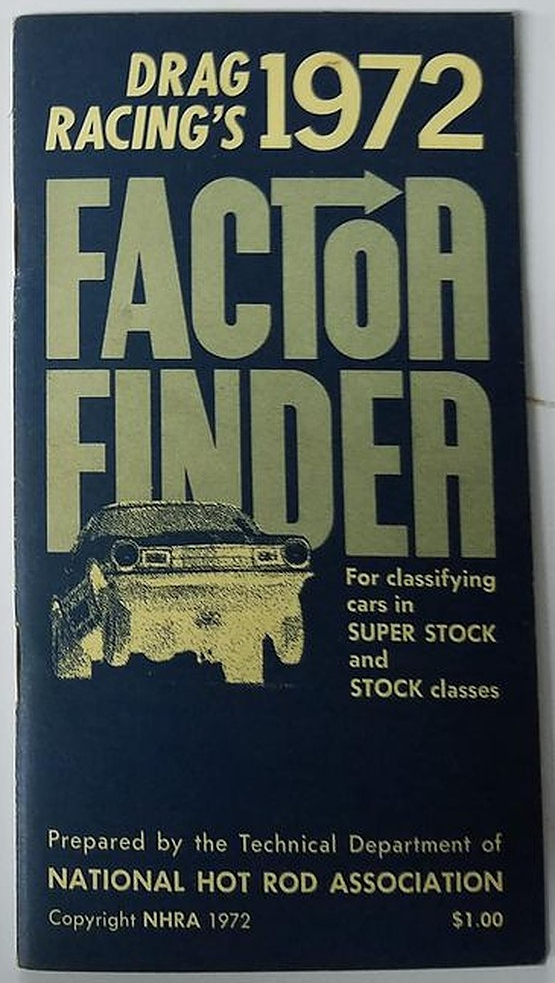 DRAG
RACING'S 1972
FACToR
FINDER
For classifying
cars in
SUPER STOCK
and
STOCK classes
Prepared by the Technical Department of
NATIONAL HOT ROD ASSOCIATION
Copyright NHRA 1972 $1.00